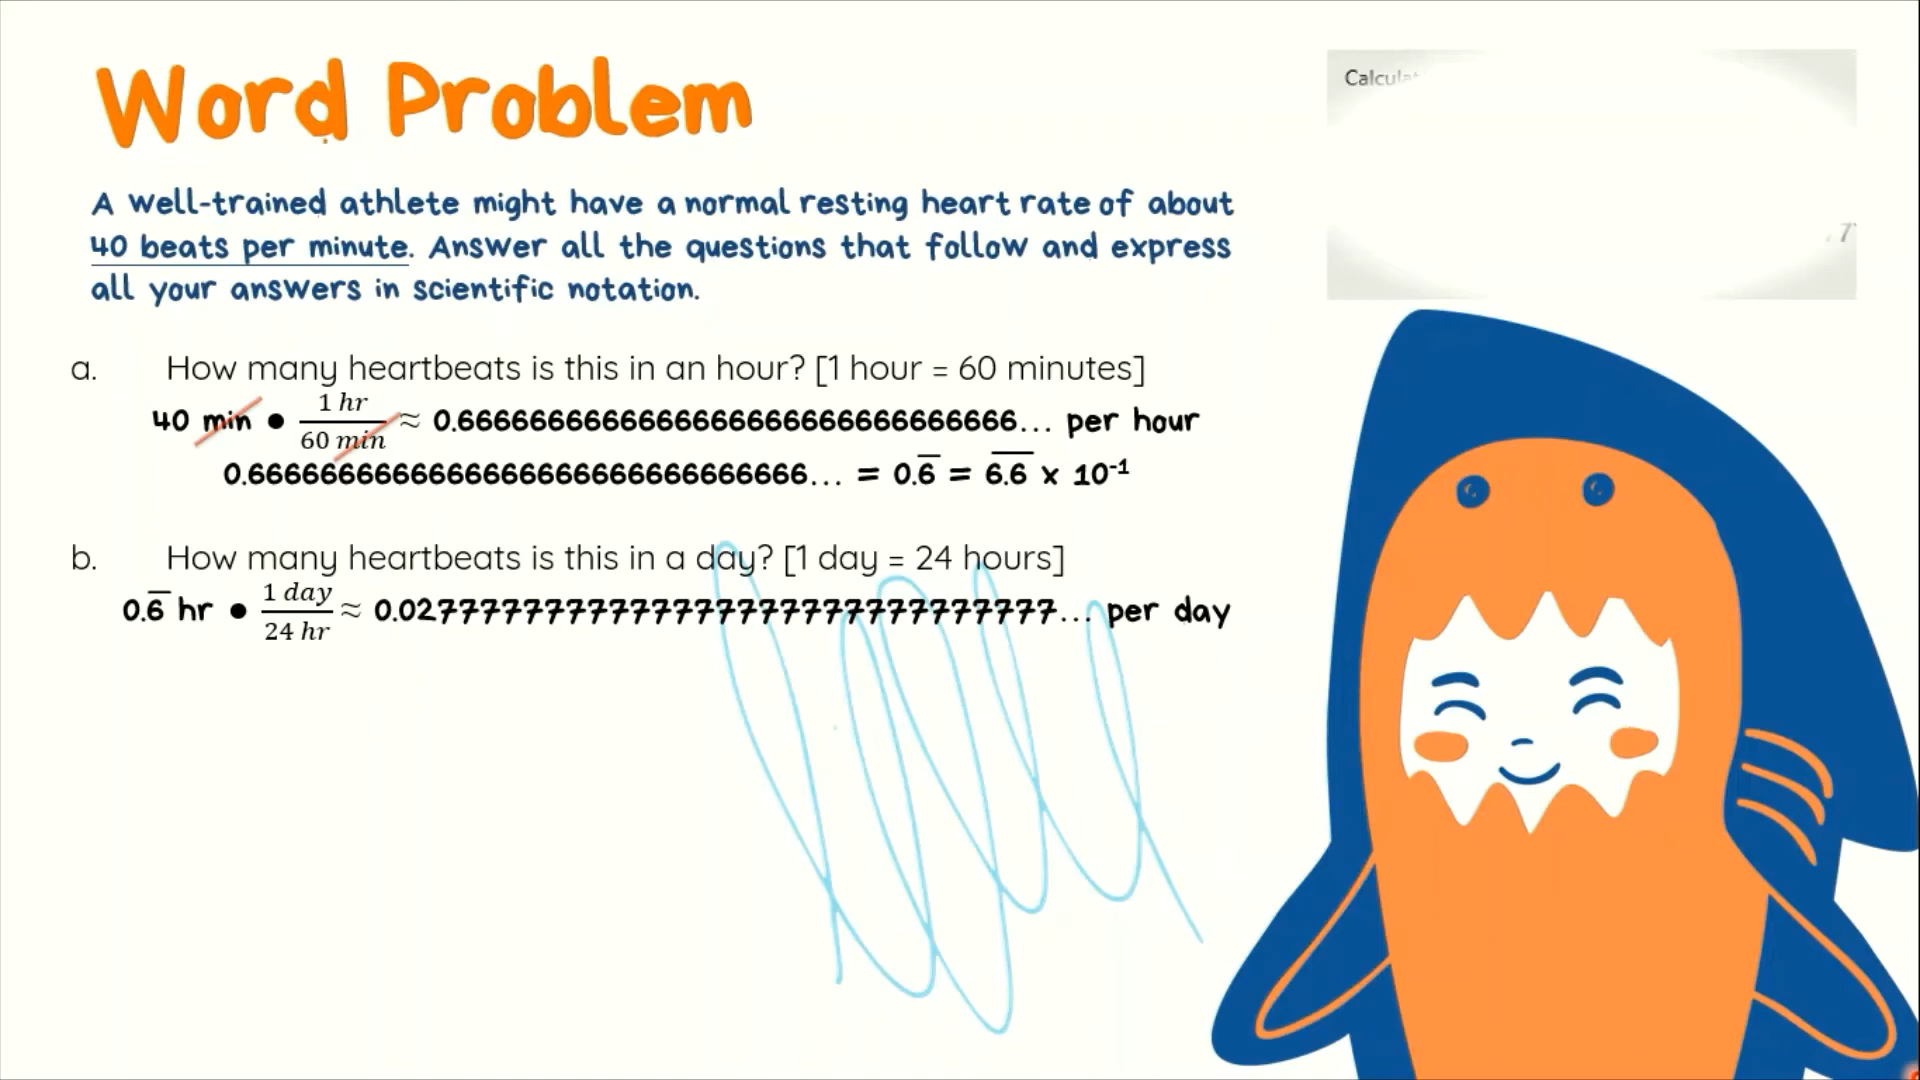 Word Problem
A well-trained athlete might have a normal resting heart rate of about
40 beats per minute. Answer all the questions that follow and express
all your answers in scientific notation.
a. How many heartbeats is this in an hour? [1 hour = 60 minutes]
40 min • 1 hr / 60 min ≈ 0.66666666666666666666666666666666... per hour
0.66666666666666666666666666666666... = 0.6̅ = 6.6̅ x 10⁻¹
b. How many heartbeats is this in a day? [1 day = 24 hours]
0.6̅ hr • 1 day / 24 hr ≈ 0.027777777777777777777777777777777777... per day